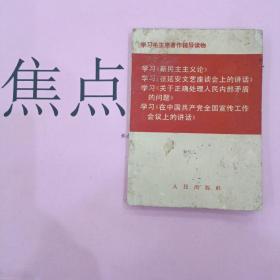 焦点
学习毛主席著作辅导读物
学习《新民主主义论》
学习《在延安文艺座谈会上的讲话》
学习《关于正确处理人民内部矛盾
的问题》
学习《在中国共产党全国宣传工作
会议上的讲话》
人民出版社